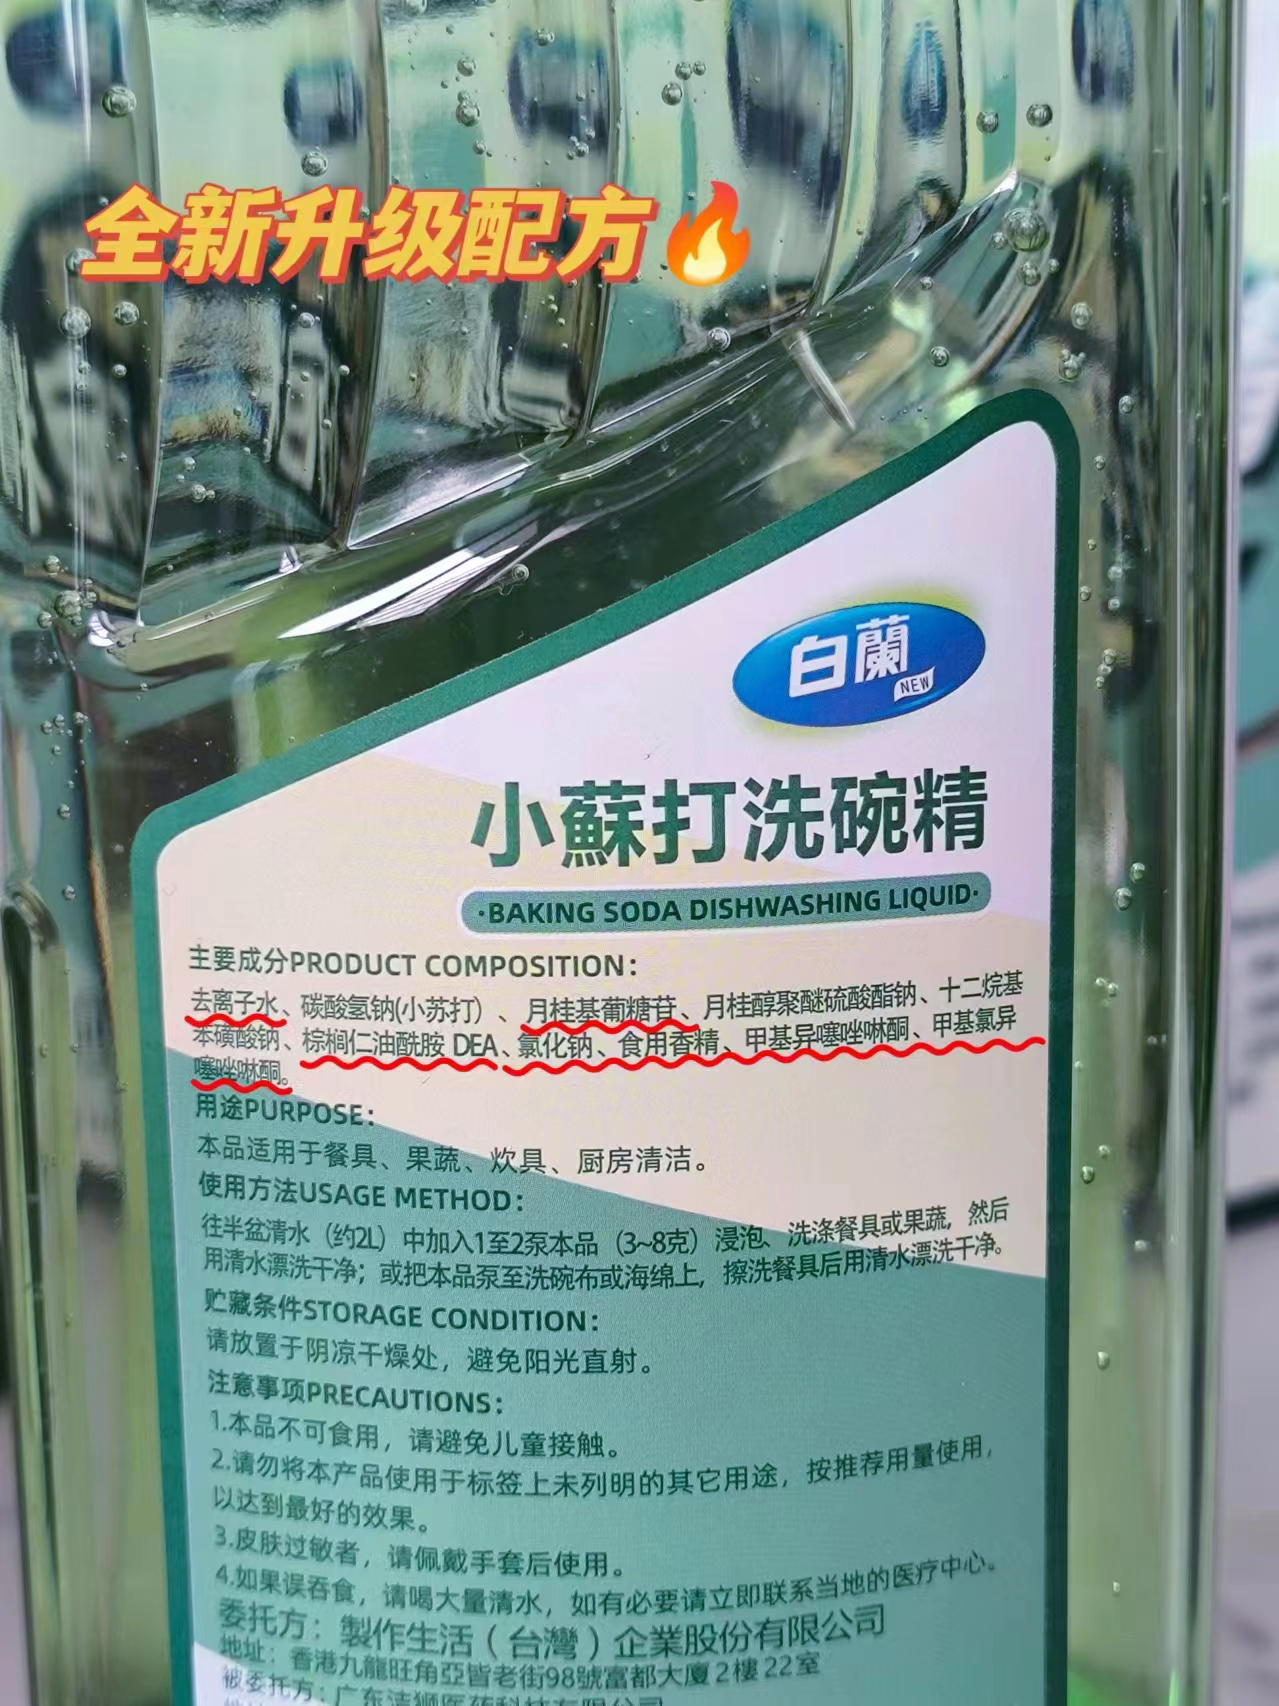 全新升级配方
白蘭
NEW
小蘇打洗碗精
·BAKING SODA DISHWASHING LIQUID·
主要成分PRODUCT COMPOSITION：
去离子水、碳酸氢钠(小苏打）、月桂基葡糖苷、月桂醇聚醚硫酸酯钠、十二烷基
苯磺酸钠、棕榈仁油酰胺 DEA、氯化钠、食用香精、甲基异噻唑啉酮、甲基氯异
噻唑啉酮。
用途PURPOSE：
本品适用于餐具、果蔬、炊具、厨房清洁。
使用方法USAGE METHOD：
往半盆清水（约2L）中加入1至2泵本品（3~8克）浸泡、洗涤餐具或果蔬，然后
用清水漂洗干净；或把本品泵至洗碗布或海绵上，擦洗餐具后用清水漂洗干净。
贮藏条件STORAGE CONDITION：
请放置于阴凉干燥处，避免阳光直射。
注意事项PRECAUTIONS：
1.本品不可食用，请避免儿童接触。
2.请勿将本产品使用于标签上未列明的其它用途，按推荐用量使用，
以达到最好的效果。
3.皮肤过敏者，请佩戴手套后使用。
4.如果误吞食，请喝大量清水，如有必要请立即联系当地的医疗中心。
委托方：製作生活（台灣）企業股份有限公司
地址：香港九龍旺角亞皆老街98號富都大廈2樓22室
被委托方：广东洁狮医药科技有限公司